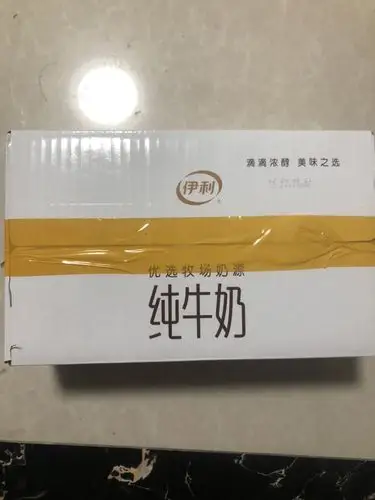 滴滴浓醇 美味之选
伊利
优选牧场奶源
纯牛奶